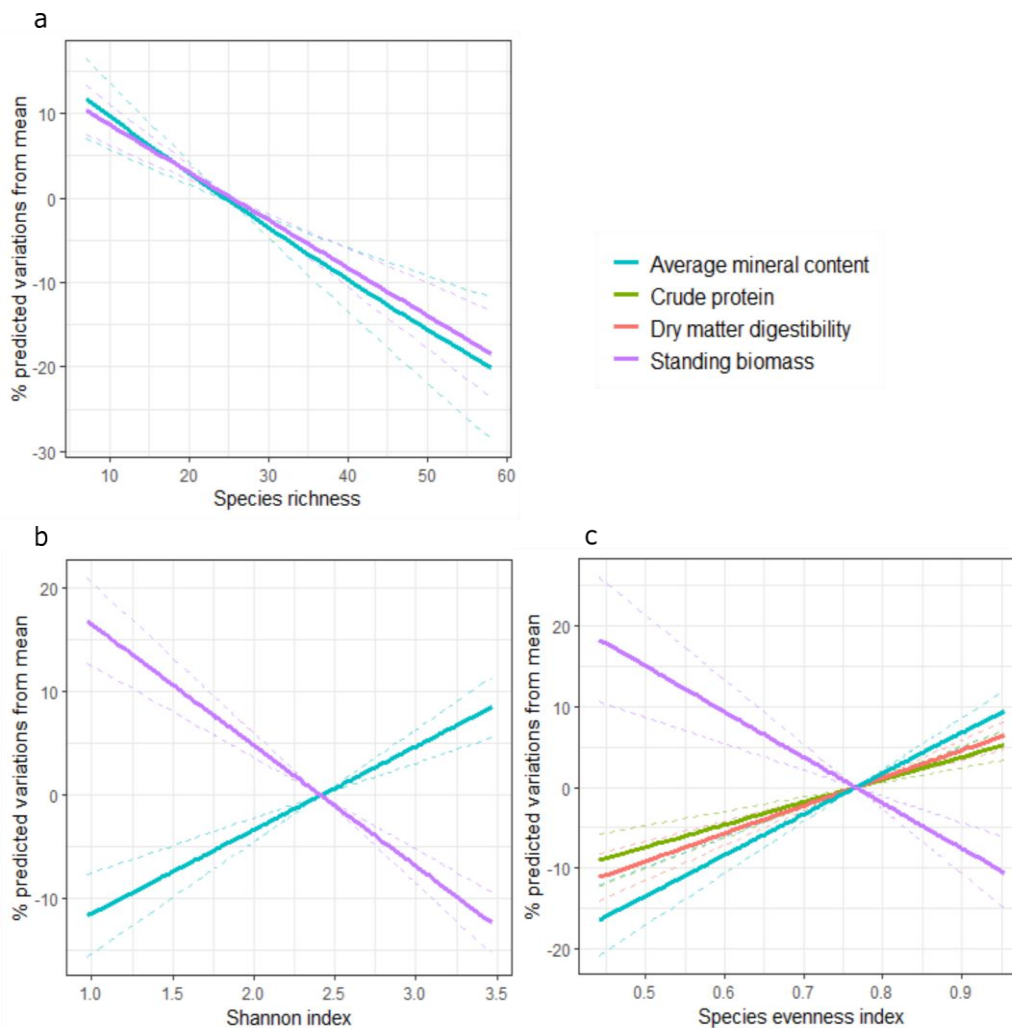 a
% predicted variations from mean
10
0
-10
-20
-30
10 20 30 40 50 60
Species richness
Average mineral content
Crude protein
Dry matter digestibility
Standing biomass
b
% predicted variations from mean
20
10
0
-10
1.0 1.5 2.0 2.5 3.0 3.5
Shannon index
c
% predicted variations from mean
20
10
0
-10
-20
0.5 0.6 0.7 0.8 0.9
Species evenness index